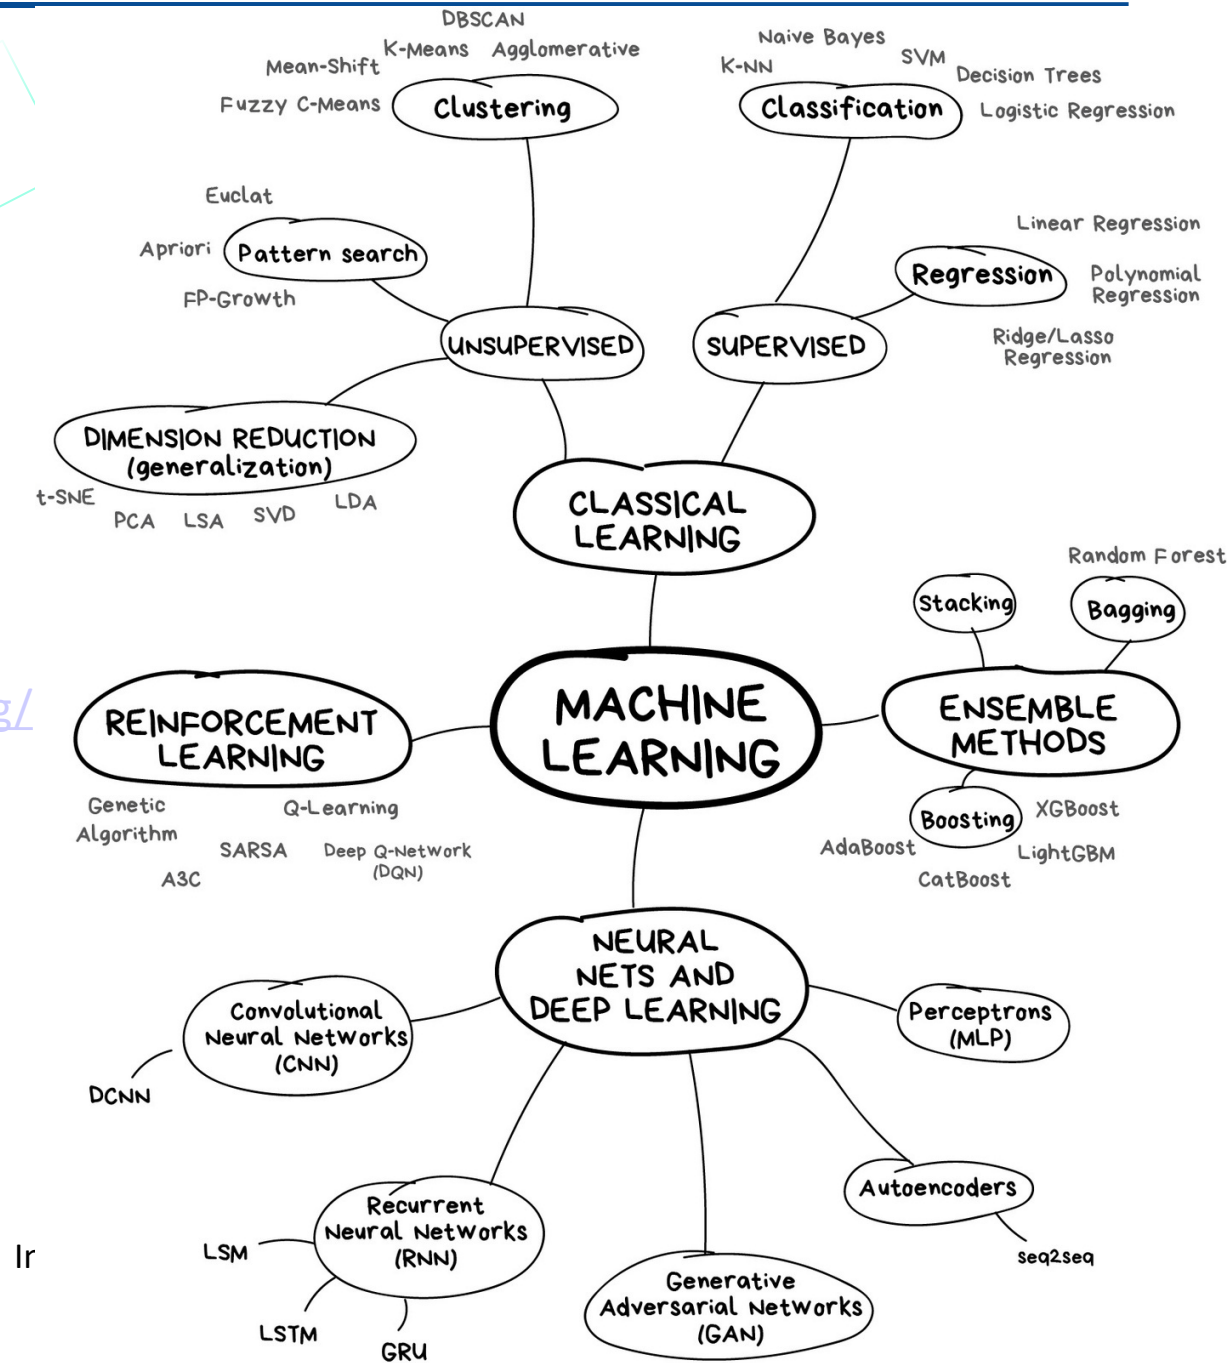 DBSCAN
K-Means
Agglomerative
Mean-Shift
Fuzzy C-Means
Clustering
Naive Bayes
K-NN
SVM
Decision Trees
Classification
Logistic Regression
Euclat
Apriori
Pattern search
FP-Growth
Linear Regression
Regression
Polynomial
Regression
Ridge/Lasso
Regression
UNSUPERVISED
SUPERVISED
DIMENSION REDUCTION
(generalization)
t-SNE
PCA
LSA
SVD
LDA
CLASSICAL
LEARNING
Random Forest
Stacking
Bagging
g/
REINFORCEMENT
LEARNING
MACHINE
LEARNING
ENSEMBLE
METHODS
Genetic
Algorithm
Q-Learning
SARSA
Deep Q-Network
(DQN)
A3C
Boosting
XGBoost
AdaBoost
LightGBM
CatBoost
NEURAL
NETS AND
DEEP LEARNING
Convolutional
Neural Networks
(CNN)
DCNN
Perceptrons
(MLP)
Autoencoders
seq2seq
Recurrent
Neural Networks
(RNN)
LSM
LSTM
GRU
Generative
Adversarial Networks
(GAN)